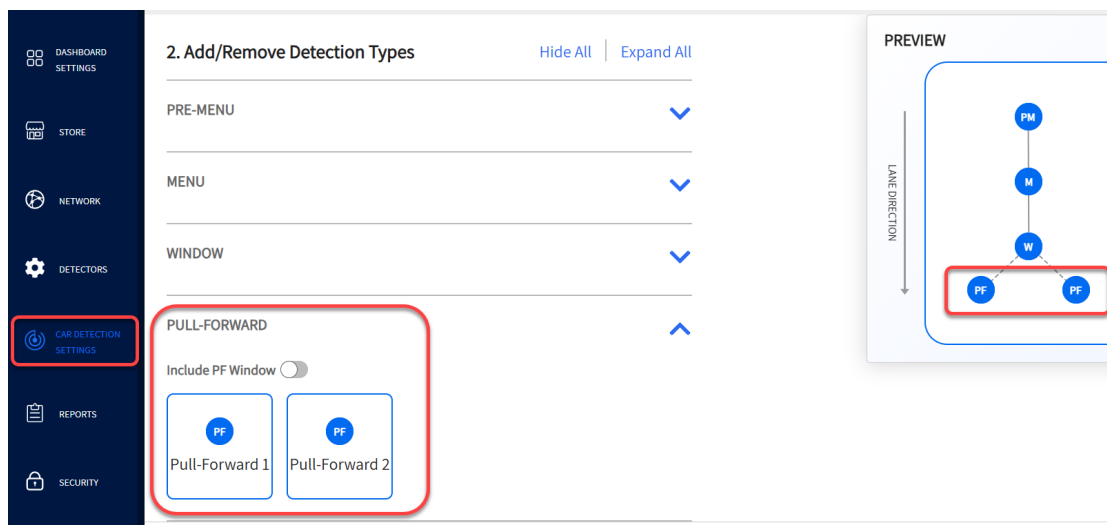 DASHBOARD
SETTINGS
STORE
NETWORK
DETECTORS
CAR DETECTION
SETTINGS
REPORTS
SECURITY
2. Add/Remove Detection Types
Hide All
Expand All
PRE-MENU
MENU
WINDOW
PULL-FORWARD
Include PF Window
PF
PF
Pull-Forward 1
Pull-Forward 2
PREVIEW
LANE DIRECTION
PM
M
W
PF
PF